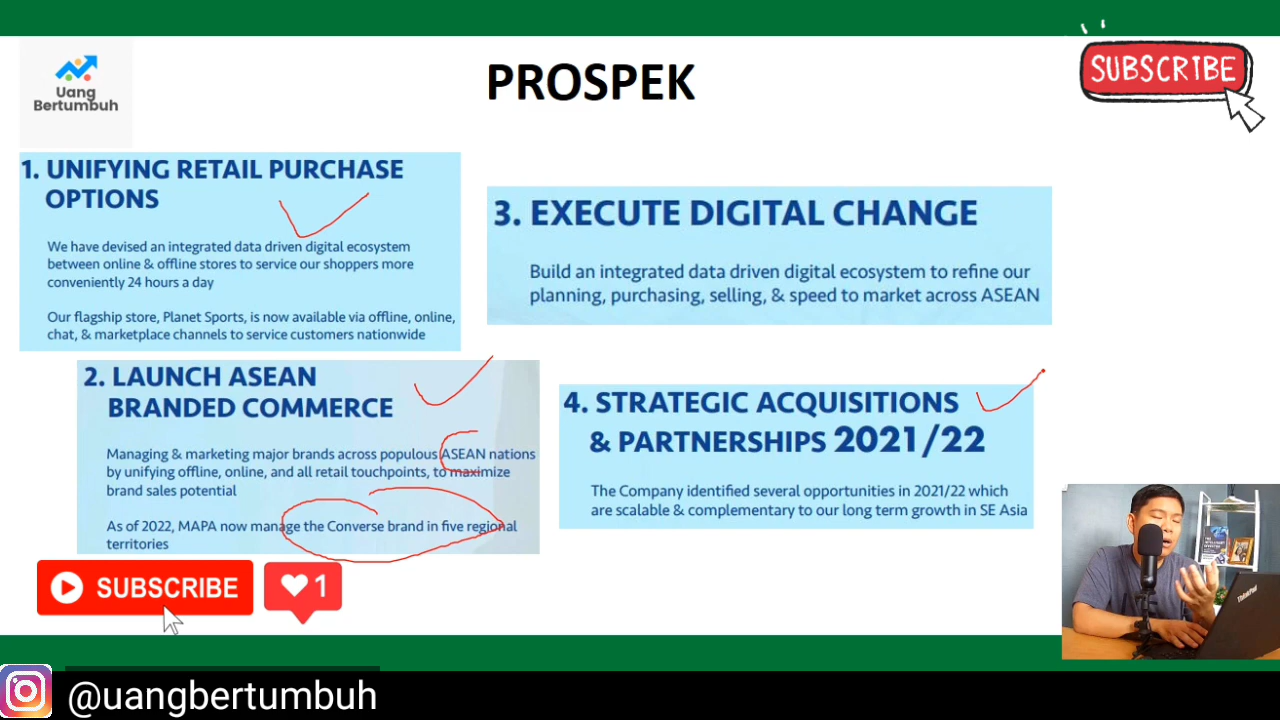 PROSPEK
SUBSCRIBE
Uang
Bertumbuh
1. UNIFYING RETAIL PURCHASE
OPTIONS
We have devised an integrated data driven digital ecosystem
between online & offline stores to service our shoppers more
conveniently 24 hours a day
Our flagship store, Planet Sports, is now available via offline, online,
chat, & marketplace channels to service customers nationwide
2. LAUNCH ASEAN
BRANDED COMMERCE
Managing & marketing major brands across populous ASEAN nations
by unifying offline, online, and all retail touchpoints, to maximize
brand sales potential
As of 2022, MAPA now manage the Converse brand in five regional
territories
3. EXECUTE DIGITAL CHANGE
Build an integrated data driven digital ecosystem to refine our
planning, purchasing, selling, & speed to market across ASEAN
4. STRATEGIC ACQUISITIONS
& PARTNERSHIPS 2021/22
The Company identified several opportunities in 2021/22 which
are scalable & complementary to our long term growth in SE Asia
SUBSCRIBE
1
ThinkPad
@uangbertumbuh